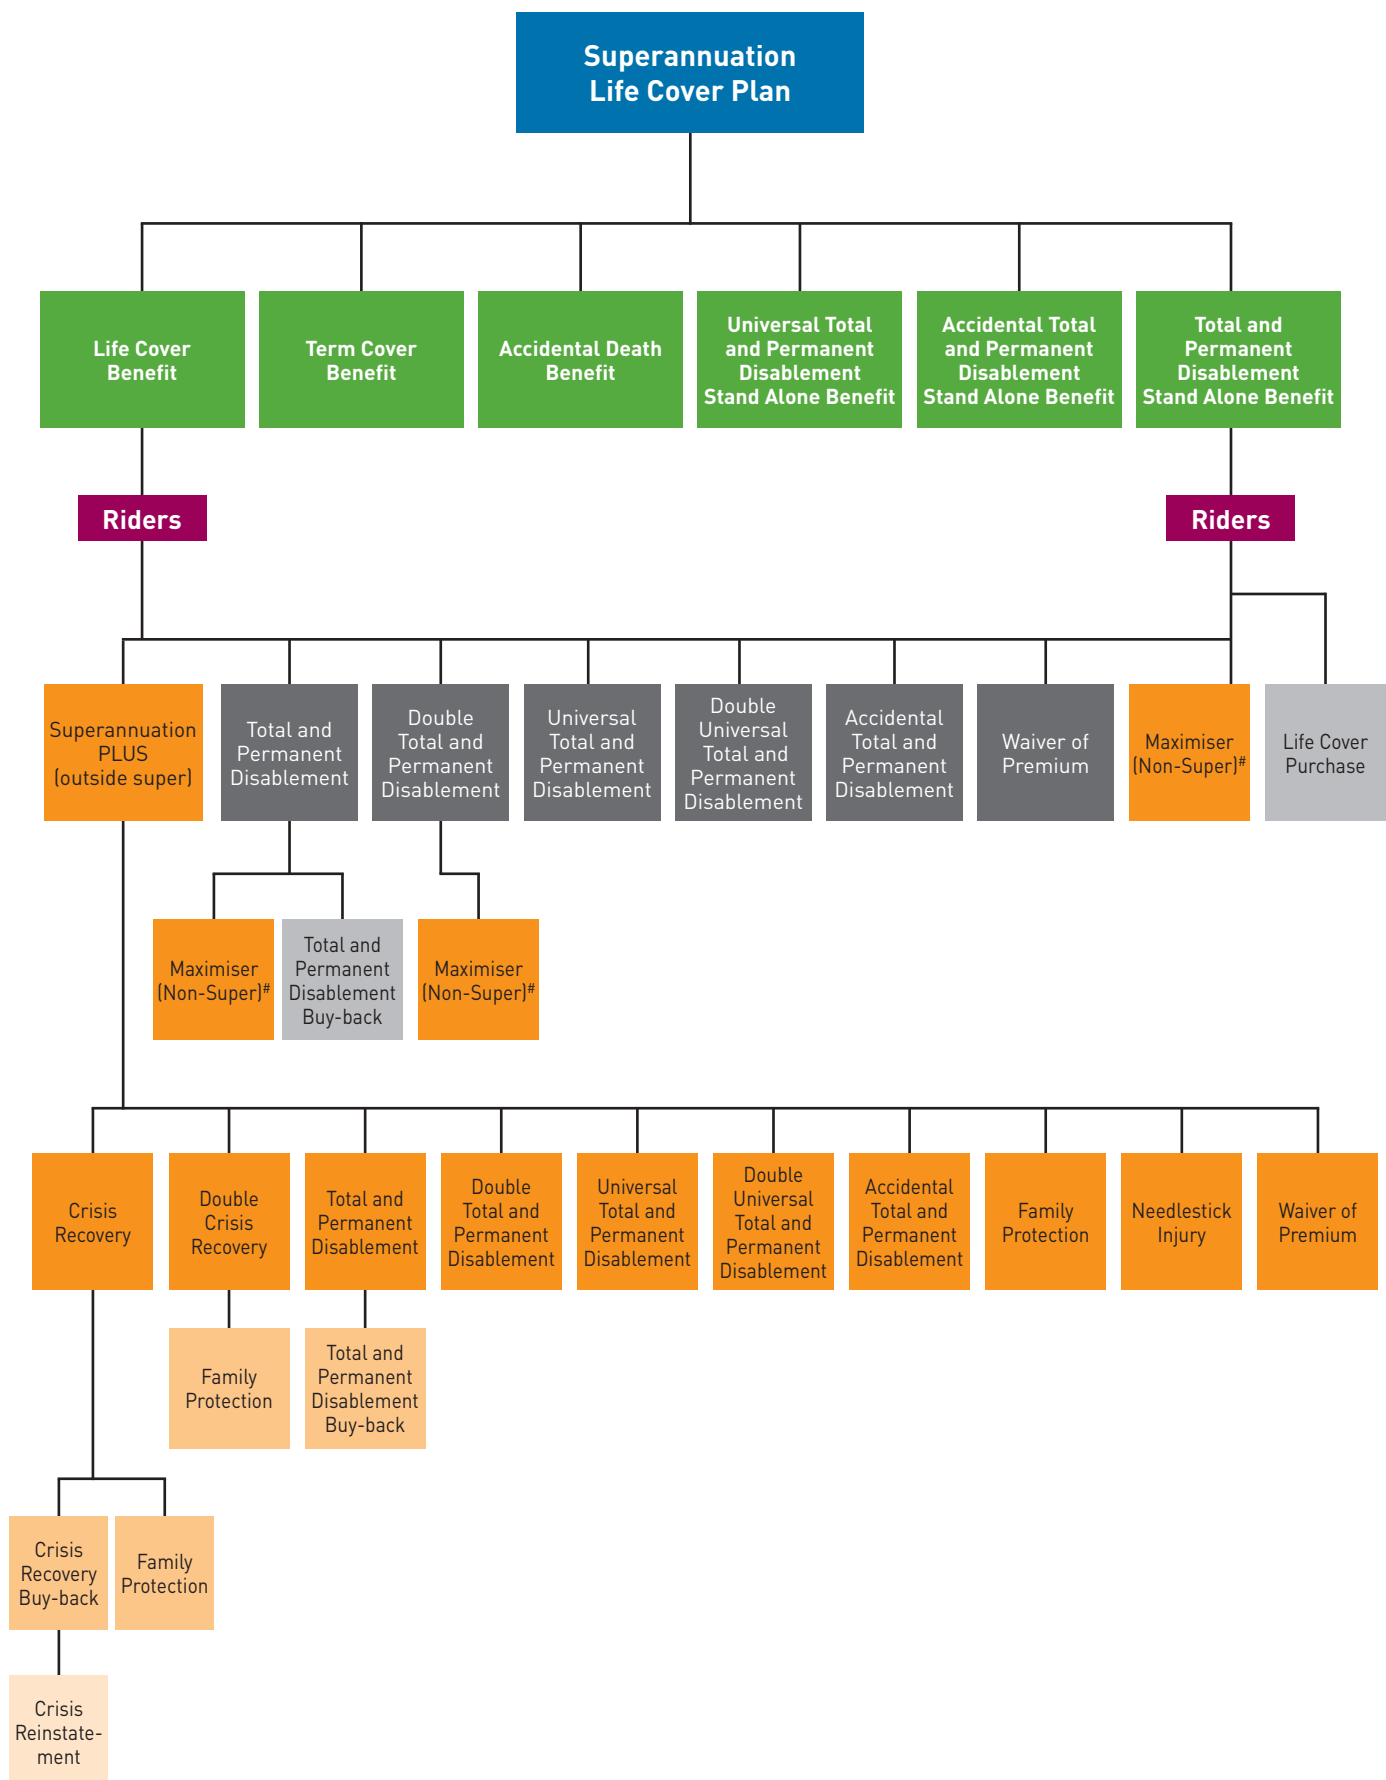 Superannuation
Life Cover Plan
Life Cover
Benefit
Term Cover
Benefit
Accidental Death
Benefit
Universal Total
and Permanent
Disablement
Stand Alone Benefit
Accidental Total
and Permanent
Disablement
Stand Alone Benefit
Total and
Permanent
Disablement
Stand Alone Benefit
Riders
Riders
Superannuation
PLUS
(outside super)
Total and
Permanent
Disablement
Double
Total and
Permanent
Disablement
Universal
Total and
Permanent
Disablement
Double
Universal
Total and
Permanent
Disablement
Accidental
Total and
Permanent
Disablement
Waiver of
Premium
Maximiser
(Non-Super)#
Life Cover
Purchase
Maximiser
(Non-Super)#
Total and
Permanent
Disablement
Buy-back
Maximiser
(Non-Super)#
Crisis
Recovery
Double
Crisis
Recovery
Total and
Permanent
Disablement
Double
Total and
Permanent
Disablement
Universal
Total and
Permanent
Disablement
Double
Universal
Total and
Permanent
Disablement
Accidental
Total and
Permanent
Disablement
Family
Protection
Needlestick
Injury
Waiver of
Premium
Family
Protection
Total and
Permanent
Disablement
Buy-back
Crisis
Recovery
Buy-back
Family
Protection
Crisis
Reinstate-
ment